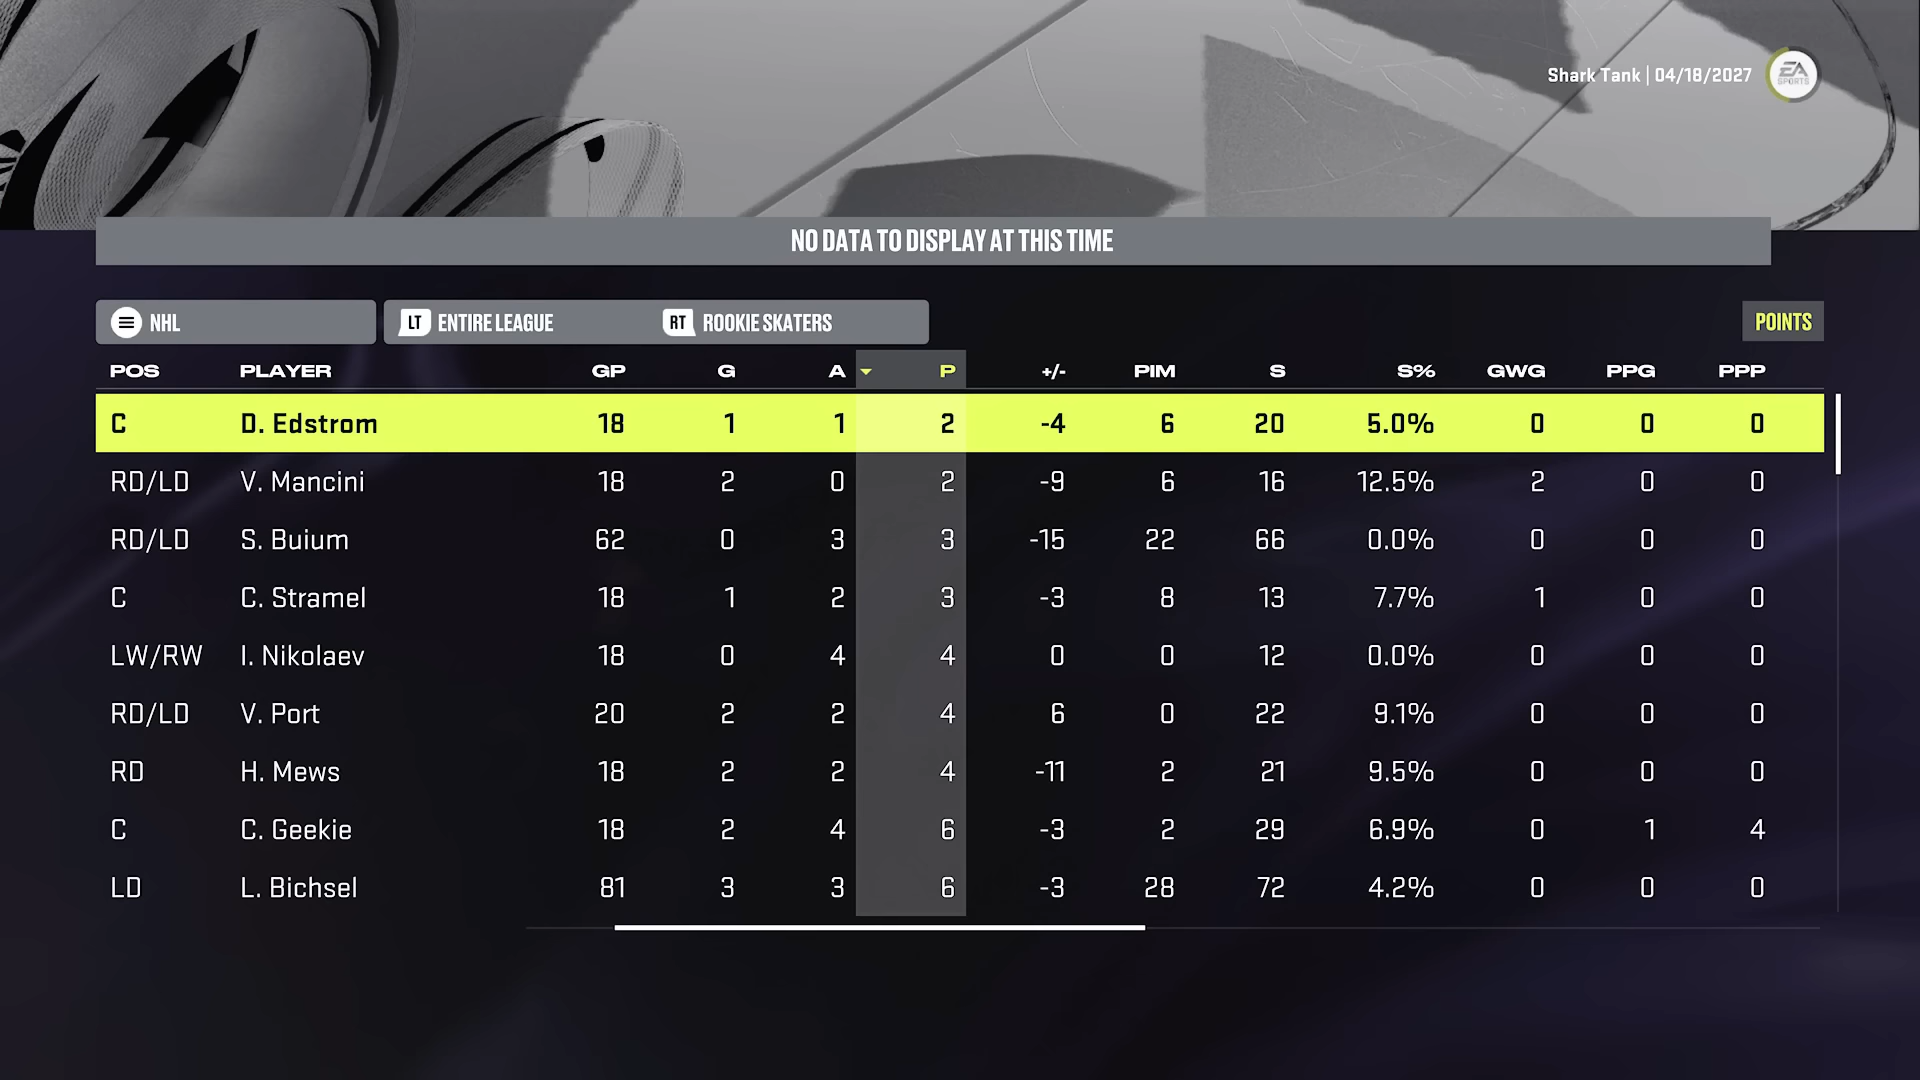 Shark Tank | 04/18/2027
EA SPORTS
NO DATA TO DISPLAY AT THIS TIME
NHL LT ENTIRE LEAGUE RT ROOKIE SKATERS POINTS
POS PLAYER GP G A P +/- PIM S S% GWG PPG PPP
C D. Edstrom 18 1 1 2 -4 6 20 5.0% 0 0 0
RD/LD V. Mancini 18 2 0 2 -9 6 16 12.5% 2 0 0
RD/LD S. Buium 62 0 3 3 -15 22 66 0.0% 0 0 0
C C. Stramel 18 1 2 3 -3 8 13 7.7% 1 0 0
LW/RW I. Nikolaev 18 0 4 4 0 0 12 0.0% 0 0 0
RD/LD V. Port 20 2 2 4 6 0 22 9.1% 0 0 0
RD H. Mews 18 2 2 4 -11 2 21 9.5% 0 0 0
C C. Geekie 18 2 4 6 -3 2 29 6.9% 0 1 4
LD L. Bichsel 81 3 3 6 -3 28 72 4.2% 0 0 0